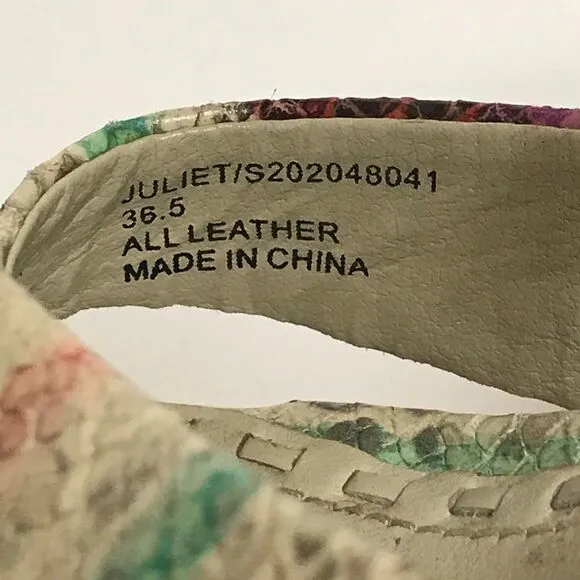 JULIET/S202048041
36.5
ALL LEATHER
MADE IN CHINA